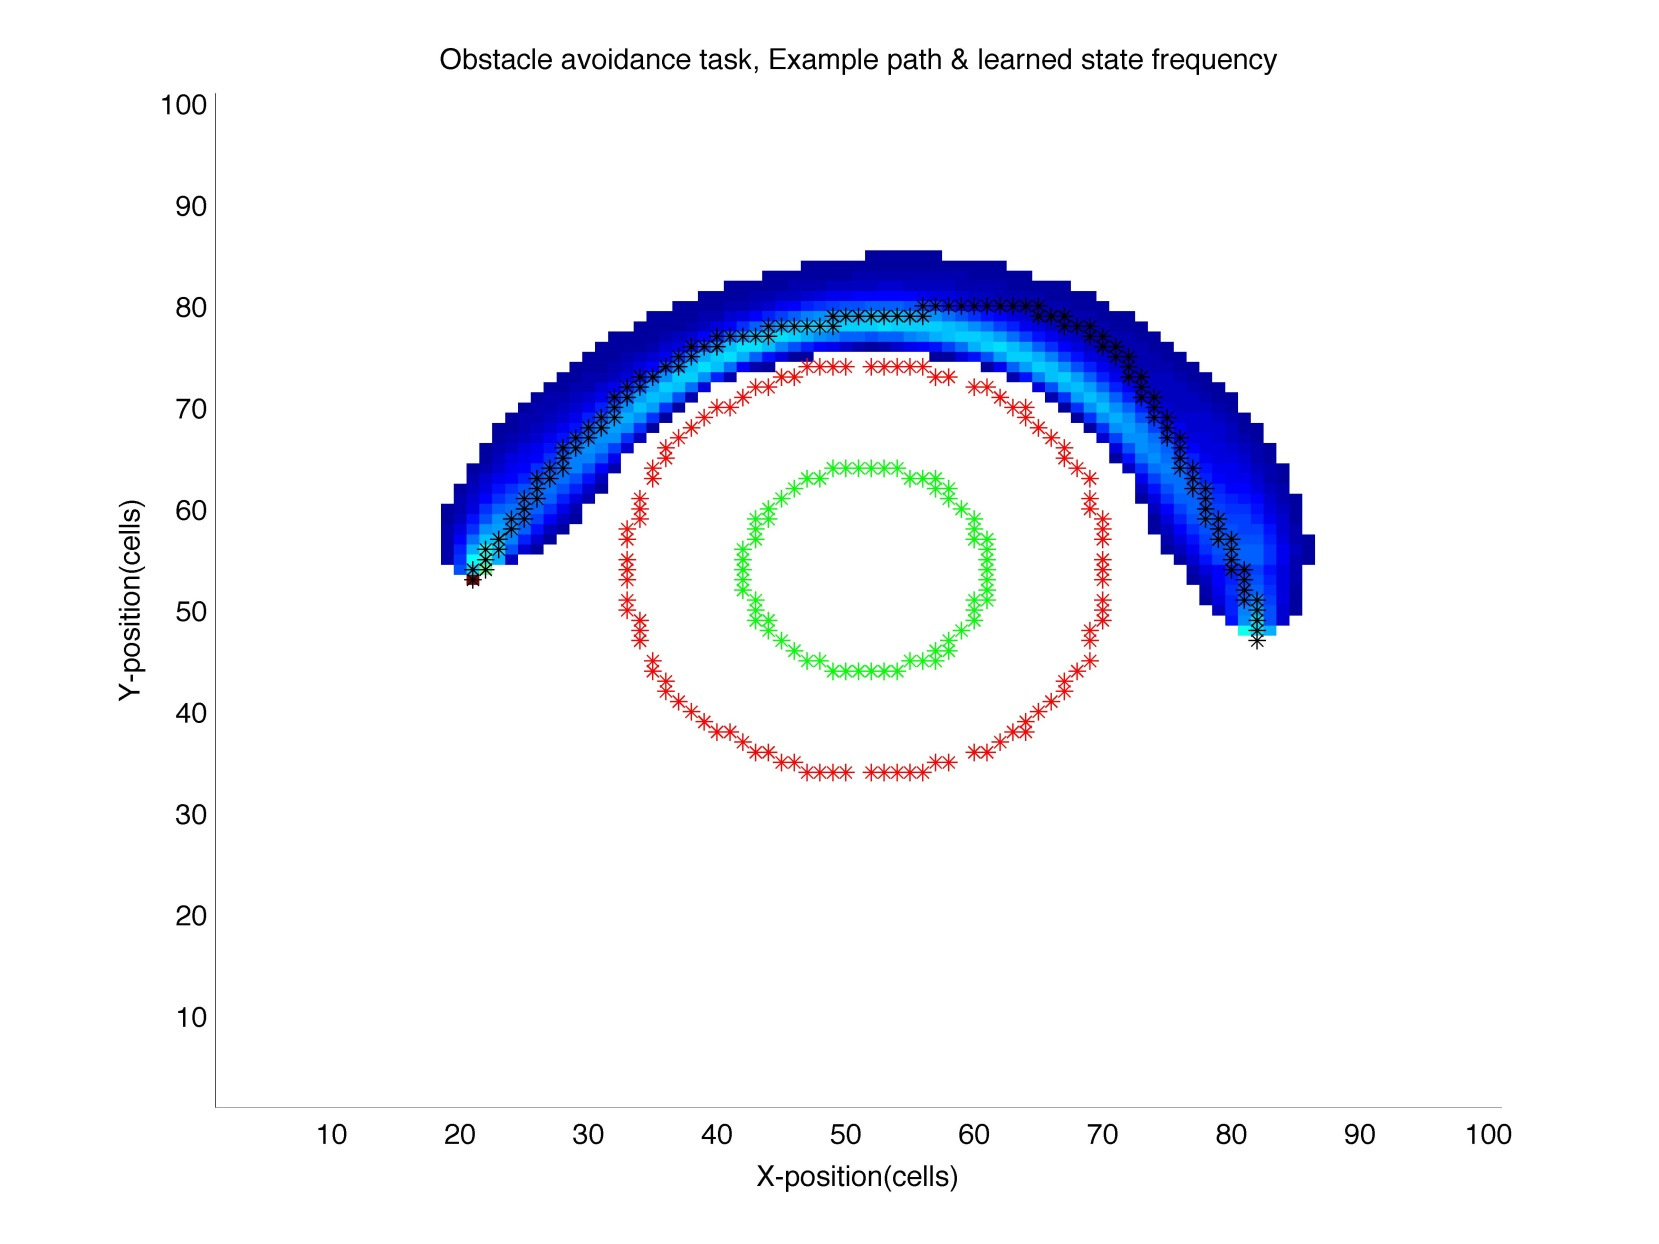 Obstacle avoidance task, Example path & learned state frequency
100
90
80
70
60
50
40
30
20
10
Y-position(cells)
10 20 30 40 50 60 70 80 90 100
X-position(cells)